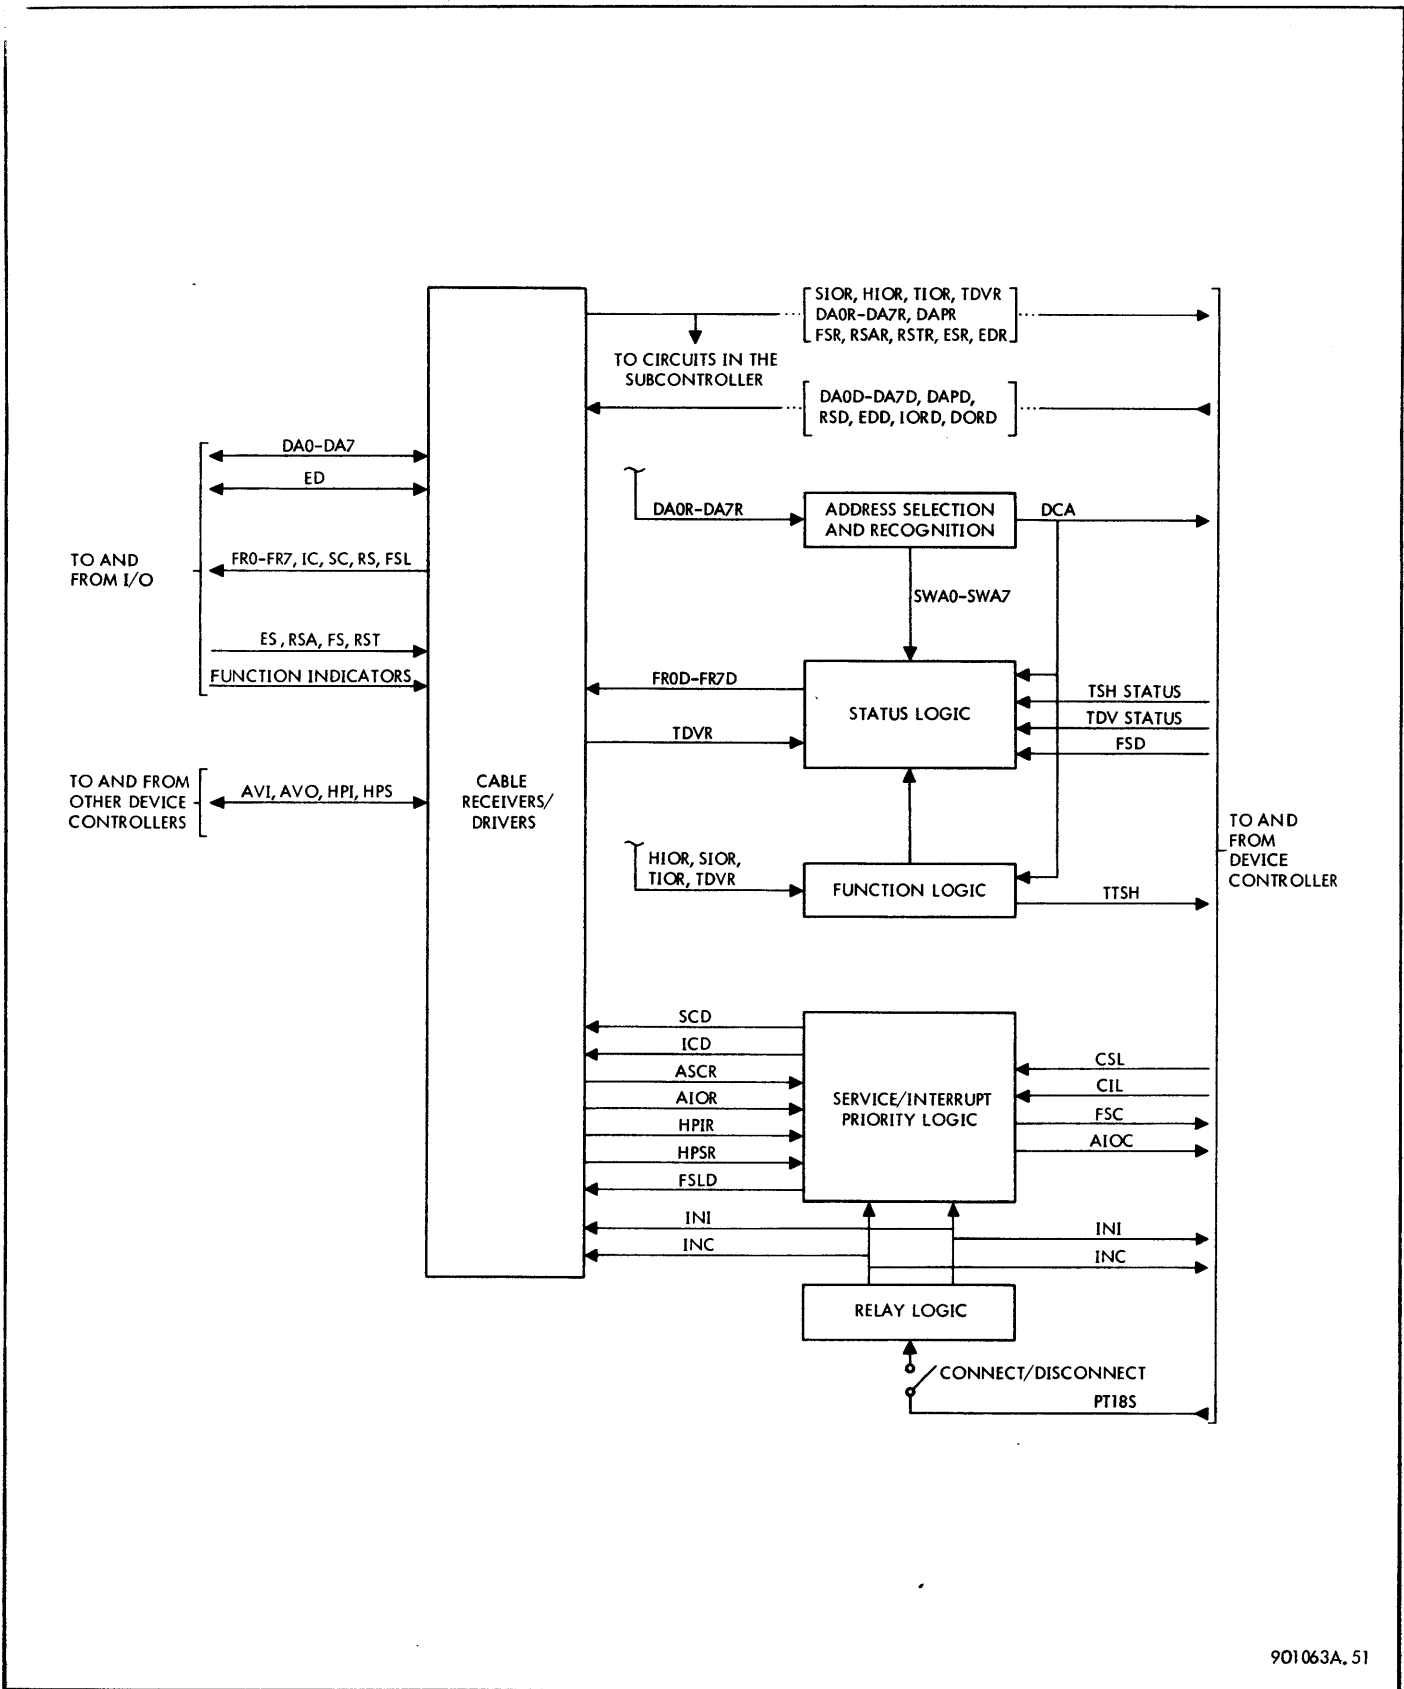 SIOR, HIOR, TIOR, TDVR
DA0R-DA7R, DAPR
FSR, RSAR, RSTR, ESR, EDR
TO CIRCUITS IN THE
SUBCONTROLLER
DA0D-DA7D, DAPD,
RSD, EDD, IORD, DORD
DA0-DA7
ED
DA0R-DA7R
ADDRESS SELECTION
AND RECOGNITION
DCA
TO AND
FROM I/O
FR0-FR7, IC, SC, RS, FSL
SWA0-SWA7
ES, RSA, FS, RST
FUNCTION INDICATORS
FR0D-FR7D
STATUS LOGIC
TSH STATUS
TDV STATUS
FSD
TDVR
TO AND FROM
OTHER DEVICE
CONTROLLERS
AVI, AVO, HPI, HPS
CABLE
RECEIVERS/
DRIVERS
TO AND
FROM
DEVICE
CONTROLLER
HIOR, SIOR,
TIOR, TDVR
FUNCTION LOGIC
TTSH
SCD
ICD
ASCR
AIOR
HPIR
HPSR
FSLD
SERVICE/INTERRUPT
PRIORITY LOGIC
CSL
CIL
FSC
AIOC
INI
INC
INI
INC
RELAY LOGIC
CONNECT/DISCONNECT
PT18S
901063A. 51